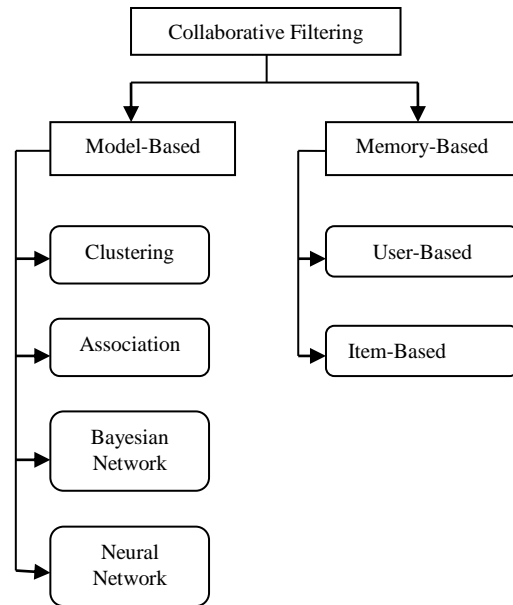 Collaborative Filtering
Model-Based
Memory-Based
Clustering
User-Based
Association
Item-Based
Bayesian
Network
Neural
Network